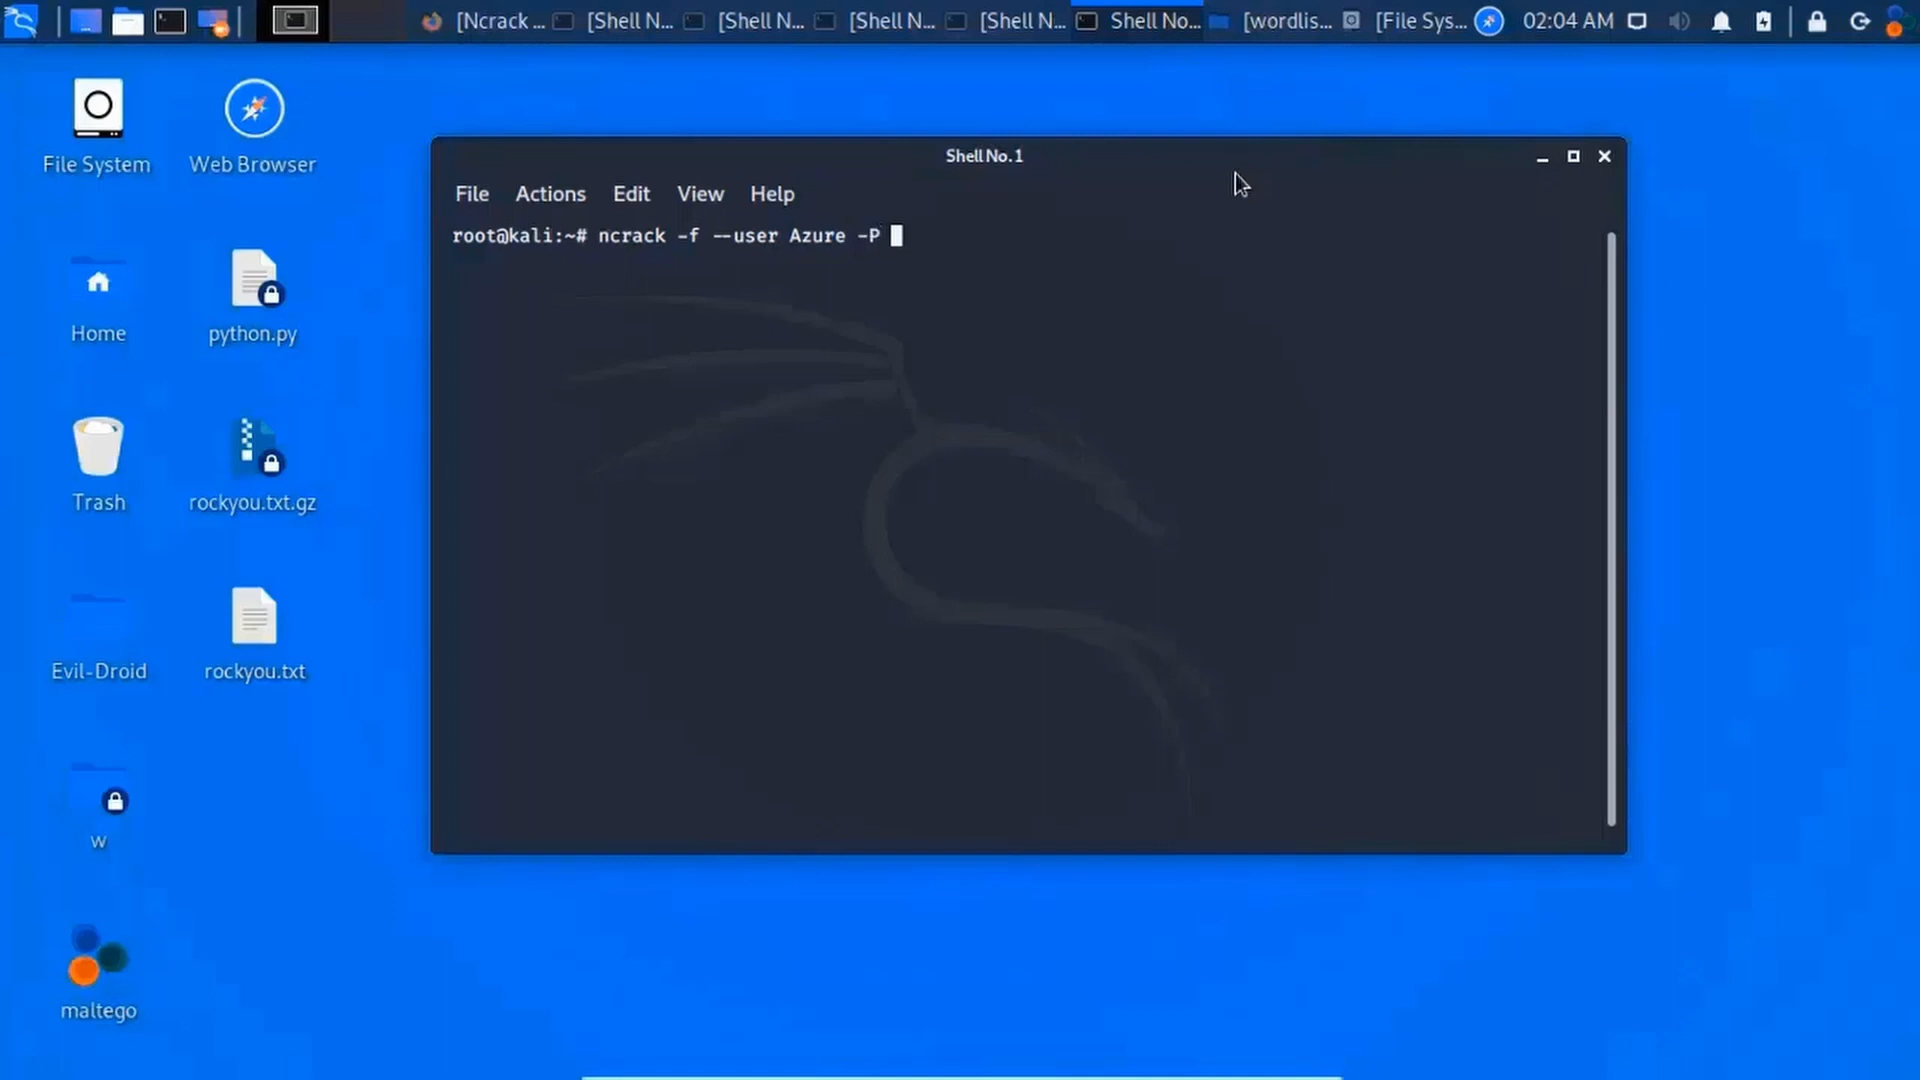 [Ncrack ... [Shell N... [Shell N... [Shell N... [Shell N... Shell No... [wordlis... [File Sys... 02:04 AM
File System
Web Browser
Home
python.py
Trash
rockyou.txt.gz
Evil-Droid
rockyou.txt
w
maltego
Shell No.1
File Actions Edit View Help
root@kali:~# ncrack -f --user Azure -P